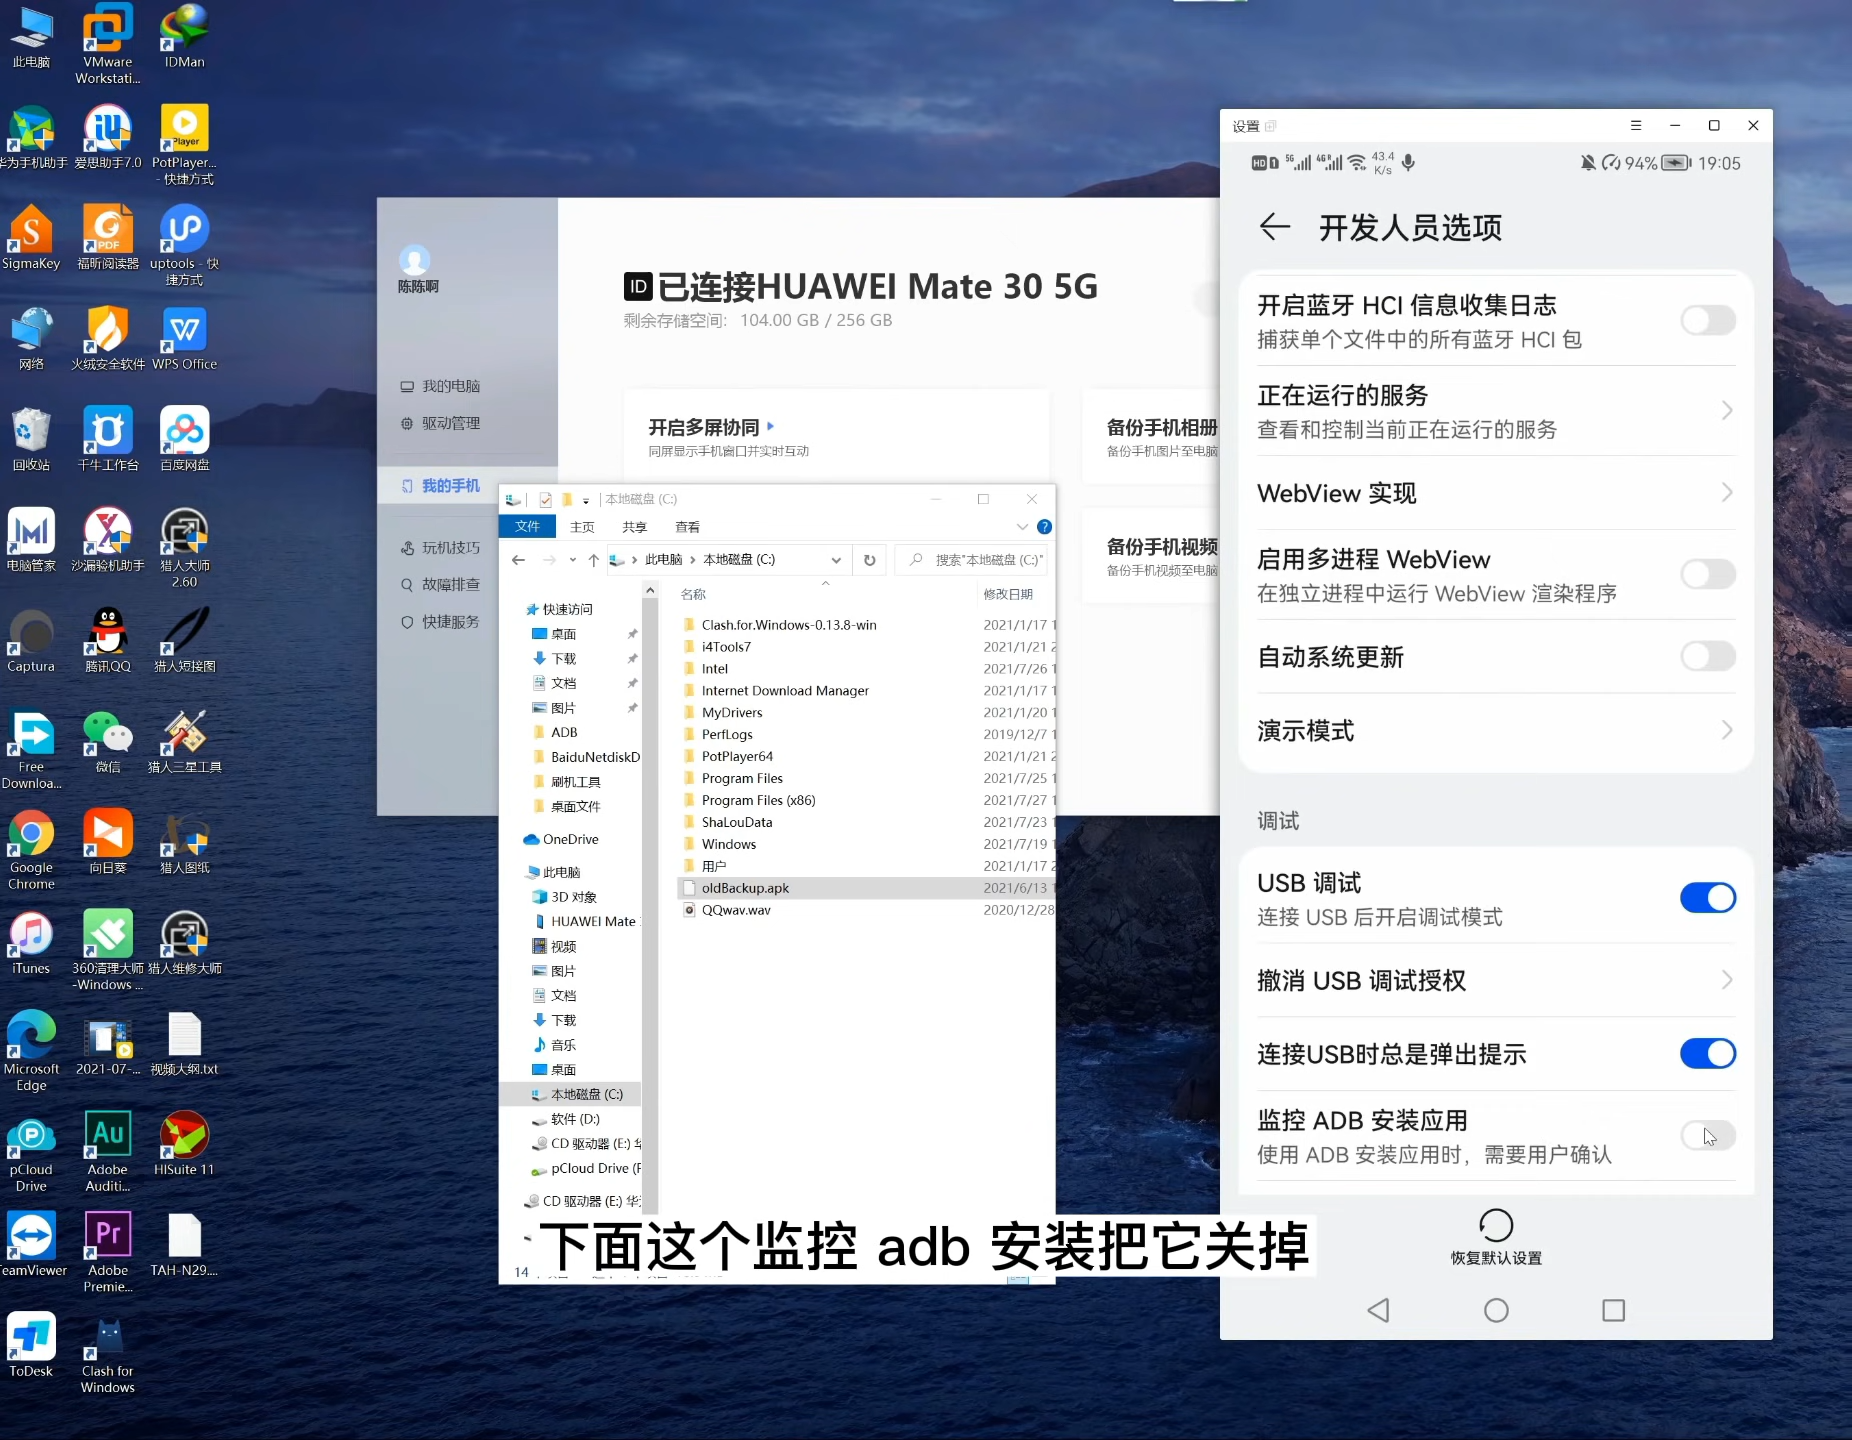 此电脑
VMware
Workstati...
IDMan
华为手机助手
爱思助手7.0
PotPlayer...
- 快捷方式
SigmaKey
福昕阅读器
uptools - 快
捷方式
网络
火绒安全软件
WPS Office
回收站
千牛工作台
百度网盘
电脑管家
沙漏验机助手
猎人大师
2.60
Captura
腾讯QQ
猎人短接图
Free
Downloa...
微信
猎人三星工具
Google
Chrome
向日葵
猎人图纸
iTunes
360清理大师
-Windows ...
猎人维修大师
Microsoft
Edge
2021-07-...
视频大纲.txt
pCloud
Drive
Adobe
Auditi...
HISuite 11
TeamViewer
Adobe
Premie...
TAH-N29....
ToDesk
Clash for
Windows
陈陈啊
我的电脑
驱动管理
我的手机
玩机技巧
故障排查
快捷服务
ID 已连接HUAWEI Mate 30 5G
剩余存储空间: 104.00 GB / 256 GB
开启多屏协同
同屏显示手机窗口并实时互动
备份手机相册
备份手机图片至电脑
备份手机视频
备份手机视频至电脑
本地磁盘 (C:)
文件 主页 共享 查看
此电脑 本地磁盘 (C:) 搜索"本地磁盘 (C:)"
快速访问
桌面
下载
文档
图片
ADB
BaiduNetdiskD
刷机工具
桌面文件
OneDrive
此电脑
3D 对象
HUAWEI Mate
视频
图片
文档
下载
音乐
桌面
本地磁盘 (C:)
软件 (D:)
CD 驱动器 (E:) 华
pCloud Drive (P
CD 驱动器 (E:) 华
名称 修改日期
Clash.for.Windows-0.13.8-win 2021/1/17 1
i4Tools7 2021/1/21 2
Intel 2021/7/26 1
Internet Download Manager 2021/1/17 1
MyDrivers 2021/1/20 1
PerfLogs 2019/12/7 1
PotPlayer64 2021/1/21 2
Program Files 2021/7/25 1
Program Files (x86) 2021/7/27 1
ShaLouData 2021/7/23 1
Windows 2021/7/19 1
用户 2021/1/17 2
oldBackup.apk 2021/6/13 1
QQwav.wav 2020/12/28
14
设置
HD 1 5G 4G 43.4 K/s 94% 19:05
开发人员选项
开启蓝牙 HCI 信息收集日志
捕获单个文件中的所有蓝牙 HCI 包
正在运行的服务
查看和控制当前正在运行的服务
WebView 实现
启用多进程 WebView
在独立进程中运行 WebView 渲染程序
自动系统更新
演示模式
调试
USB 调试
连接 USB 后开启调试模式
撤消 USB 调试授权
连接USB时总是弹出提示
监控 ADB 安装应用
使用 ADB 安装应用时，需要用户确认
恢复默认设置
下面这个监控 adb 安装把它关掉